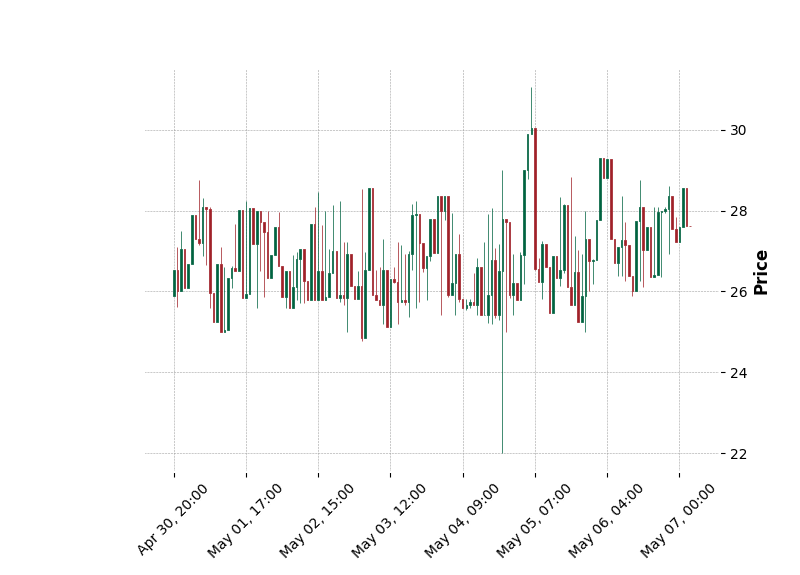 30
28
26
24
22
Price
Apr 30, 20:00
May 01, 17:00
May 02, 15:00
May 03, 12:00
May 04, 09:00
May 05, 07:00
May 06, 04:00
May 07, 00:00